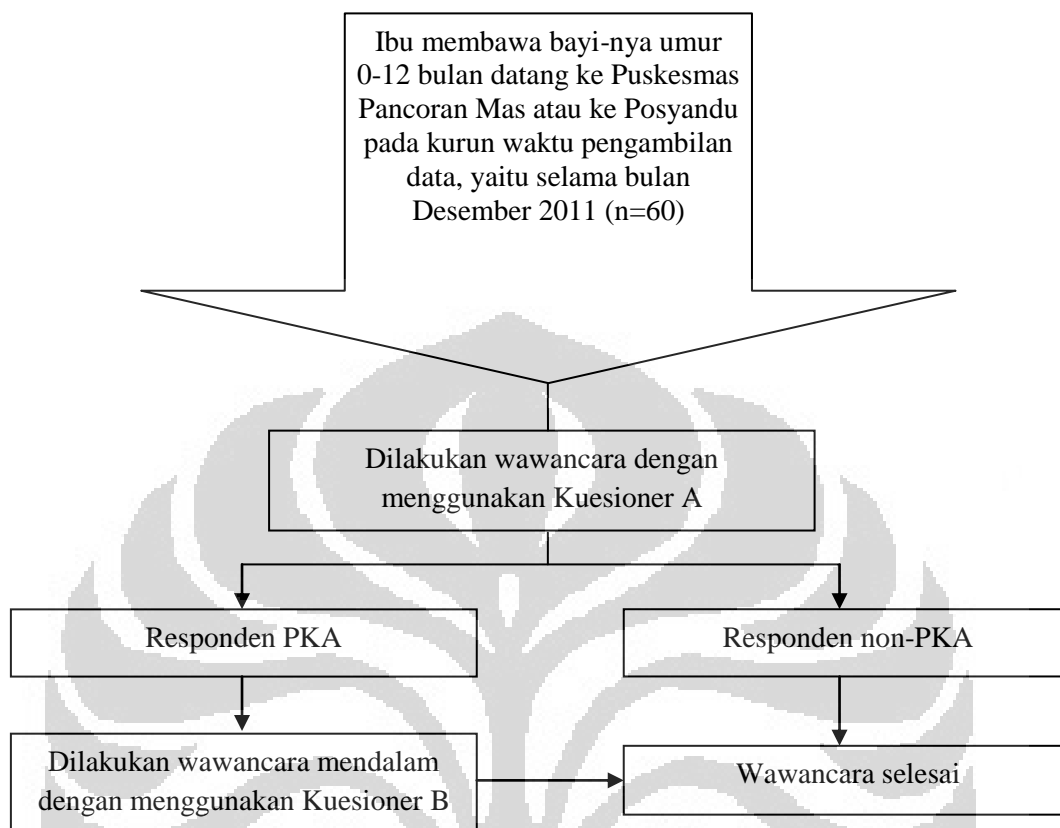 Ibu membawa bayi-nya umur
0-12 bulan datang ke Puskesmas
Pancoran Mas atau ke Posyandu
pada kurun waktu pengambilan
data, yaitu selama bulan
Desember 2011 (n=60)
Dilakukan wawancara dengan
menggunakan Kuesioner A
Responden PKA
Responden non-PKA
Dilakukan wawancara mendalam
dengan menggunakan Kuesioner B
Wawancara selesai